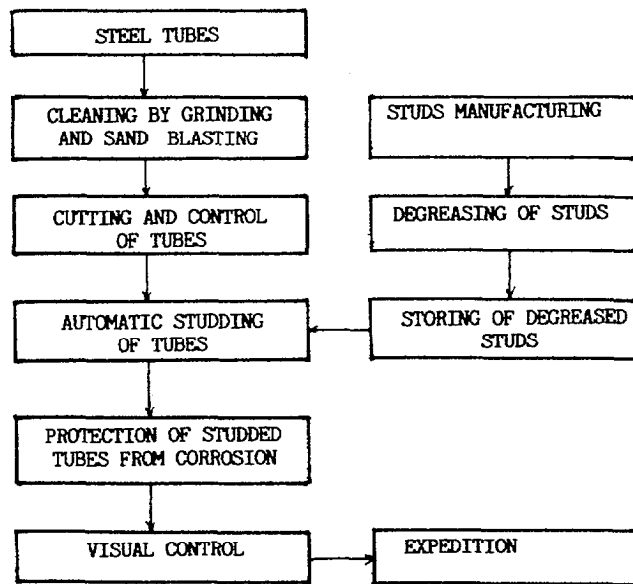 STEEL TUBES
CLEANING BY GRINDING
AND SAND BLASTING
STUDS MANUFACTURING
CUTTING AND CONTROL
OF TUBES
DEGREASING OF STUDS
AUTOMATIC STUDDING
OF TUBES
STORING OF DEGREASED
STUDS
PROTECTION OF STUDDED
TUBES FROM CORROSION
VISUAL CONTROL
EXPEDITION